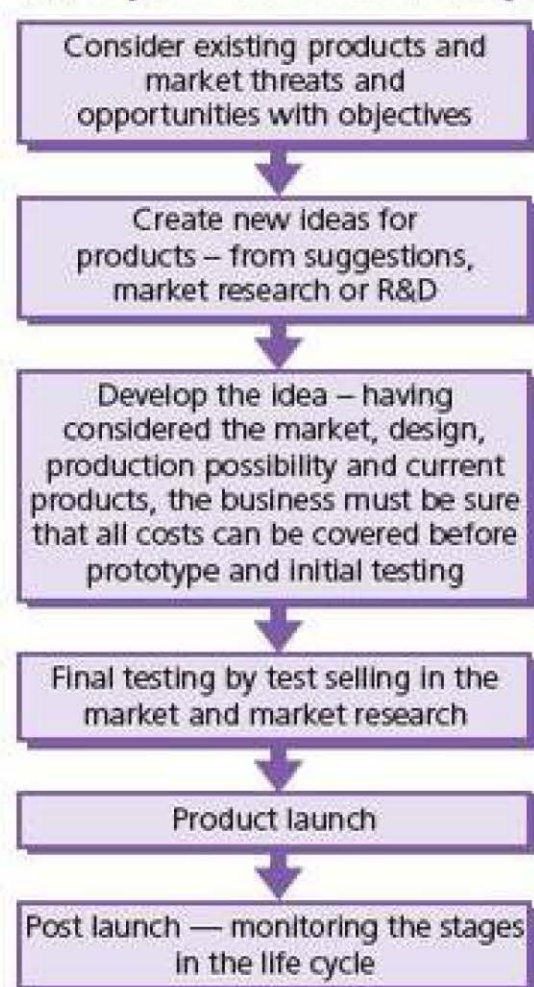 Consider existing products and
market threats and
opportunities with objectives
Create new ideas for
products – from suggestions,
market research or R&D
Develop the idea – having
considered the market, design,
production possibility and current
products, the business must be sure
that all costs can be covered before
prototype and initial testing
Final testing by test selling in the
market and market research
Product launch
Post launch — monitoring the stages
in the life cycle